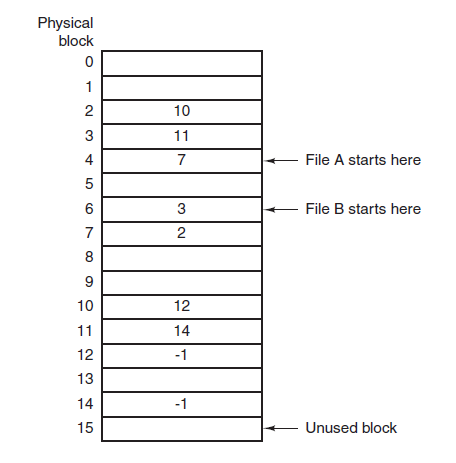 Physical
block
0
1
2 10
3 11
4 7 File A starts here
5
6 3 File B starts here
7 2
8
9
10 12
11 14
12 -1
13
14 -1
15 Unused block